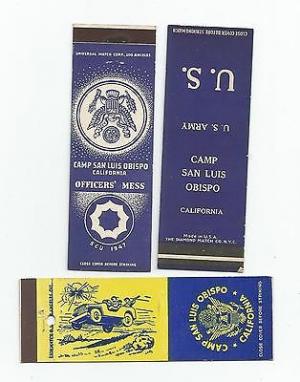 UNIVERSAL MATCH CORP., LOS ANGELES
CAMP SAN LUIS OBISPO
CALIFORNIA
OFFICERS' MESS
SCU 1947
CLOSE COVER BEFORE STRIKING
CLOSE COVER BEFORE STRIKING MATCH
U.S.
U.S. ARMY
CAMP
SAN LUIS
OBISPO
CALIFORNIA
Made in U.S.A.
THE DIAMOND MATCH CO. N.Y.C.
CAMP SAN LUIS OBISPO
CALIFORNIA
CLOSE COVER BEFORE STRIKING